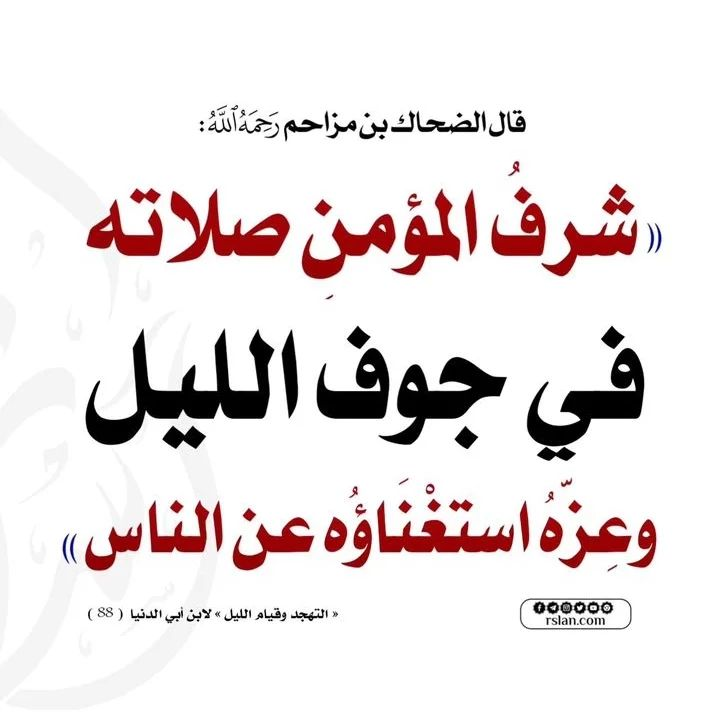 قال الضحاك بن مزاحم رَحِمَهُ ٱللَّهُ :
(( شرفُ المؤمنِ صلاته
في جوف الليل
وعِزّهُ استغْنَاؤُه عن الناس ))
« التهجد وقيام الليل » لابن أبي الدنيا ( 88 )
rslan.com